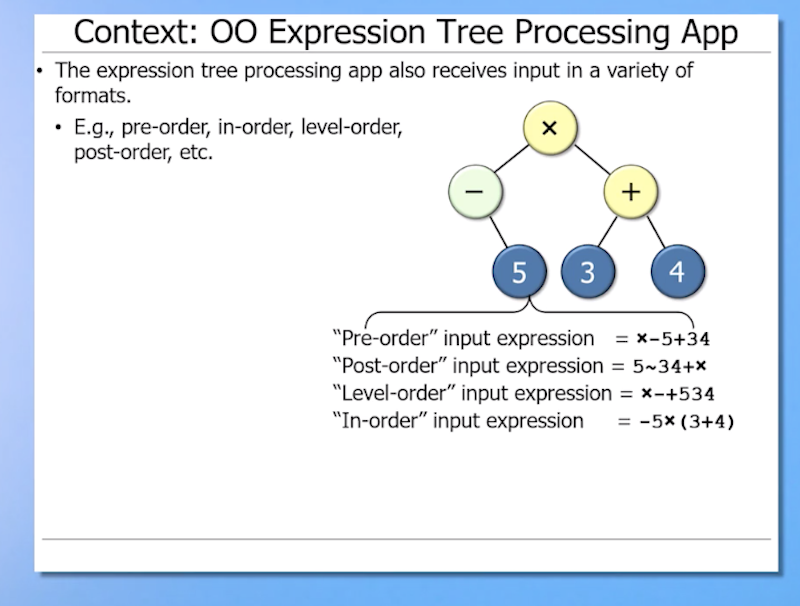 Context: OO Expression Tree Processing App
• The expression tree processing app also receives input in a variety of
formats.
• E.g., pre-order, in-order, level-order,
post-order, etc.
×
− +
5 3 4
“Pre-order” input expression = ×−5+34
“Post-order” input expression = 5~34+×
“Level-order” input expression = ×−+534
“In-order” input expression = −5×(3+4)